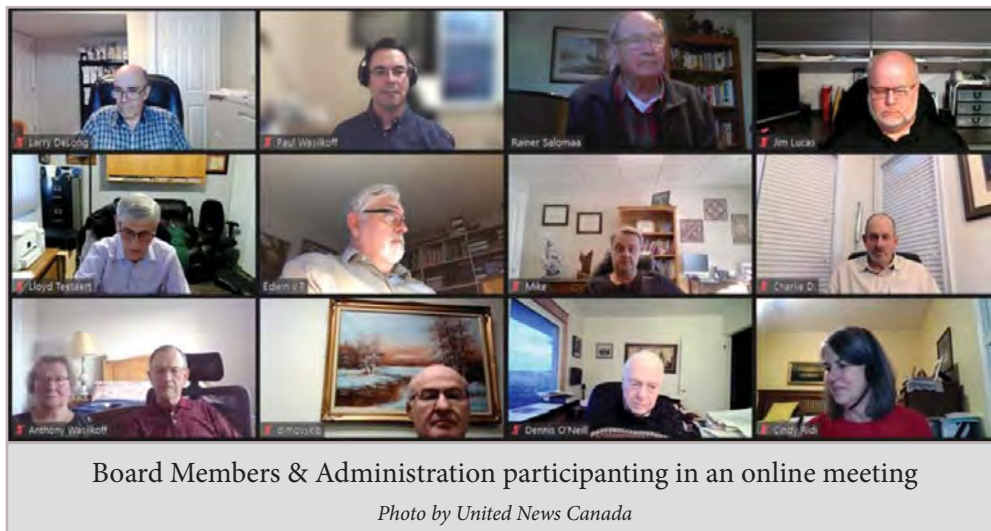 Larry DeLong
Paul Wasilkoff
Rainer Salomaa
Jim Lucas
Lloyd Testaert
Edwin v P
Mike
Charlie D.
Anthony Wasilkoff
Dennis O'Neill
Cindy Ridi
Board Members & Administration participanting in an online meeting
Photo by United News Canada